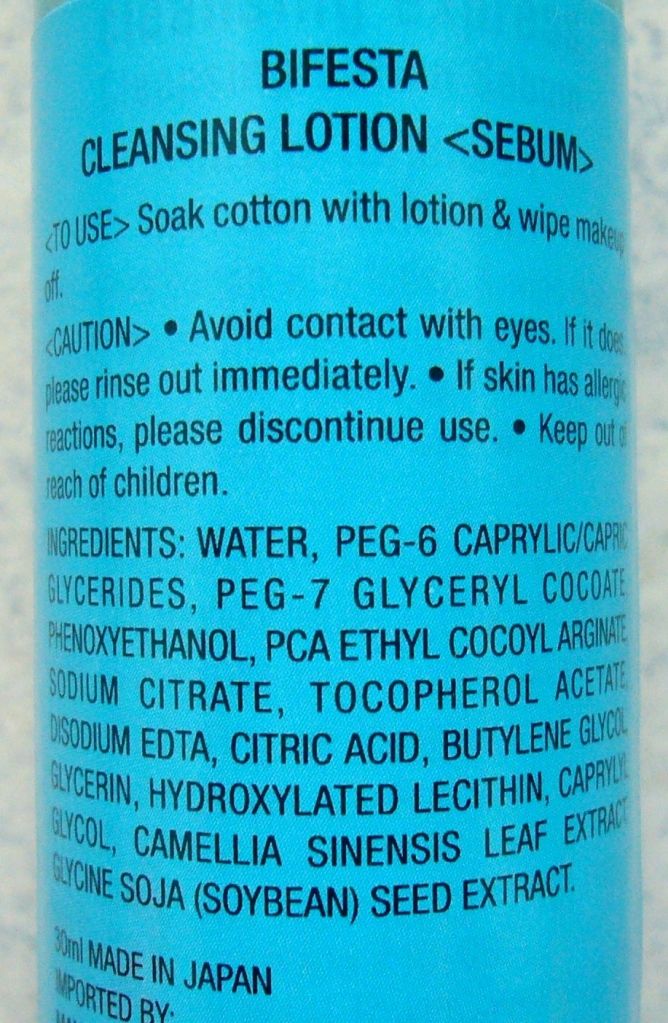 BIFESTA
CLEANSING LOTION <SEBUM>
<TO USE> Soak cotton with lotion & wipe makeup
off.
<CAUTION> • Avoid contact with eyes. If it does,
please rinse out immediately. • If skin has allergic
reactions, please discontinue use. • Keep out of
reach of children.
INGREDIENTS: WATER, PEG-6 CAPRYLIC/CAPRIC
GLYCERIDES, PEG-7 GLYCERYL COCOATE,
PHENOXYETHANOL, PCA ETHYL COCOYL ARGINATE,
SODIUM CITRATE, TOCOPHEROL ACETATE,
DISODIUM EDTA, CITRIC ACID, BUTYLENE GLYCOL,
GLYCERIN, HYDROXYLATED LECITHIN, CAPRYLYL
GLYCOL, CAMELLIA SINENSIS LEAF EXTRACT,
GLYCINE SOJA (SOYBEAN) SEED EXTRACT.
30ml MADE IN JAPAN
IMPORTED BY: